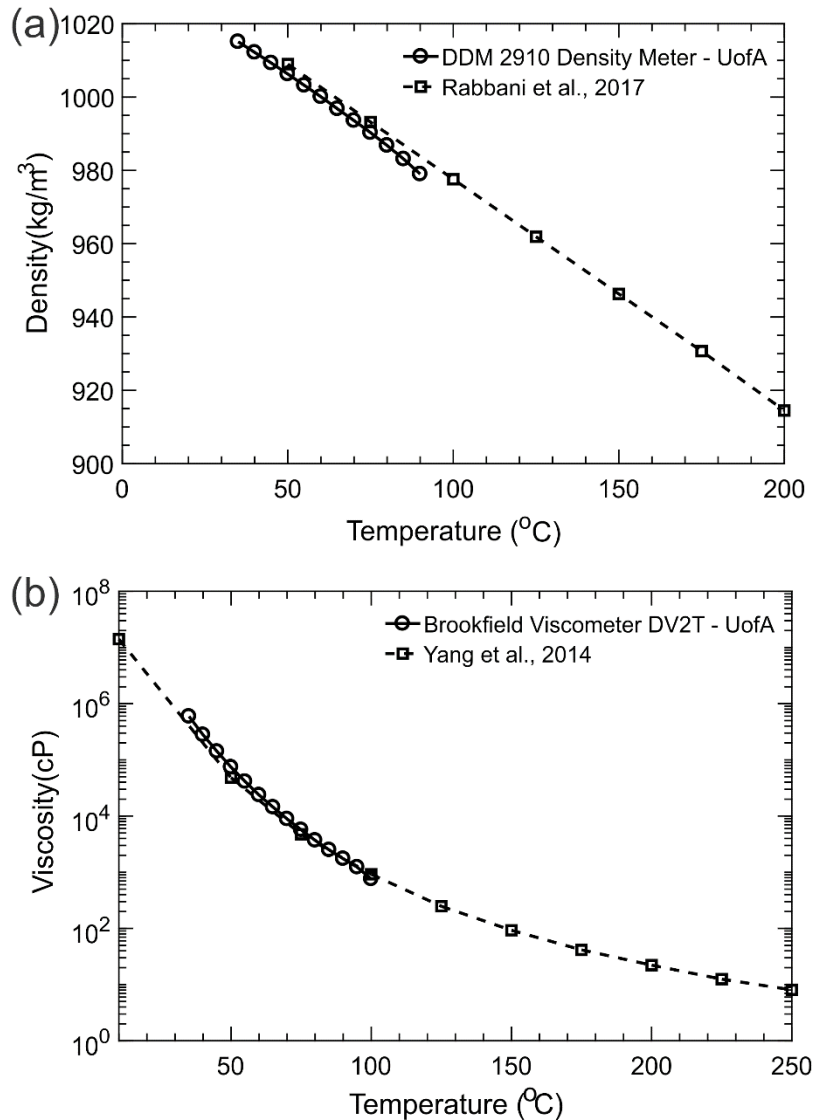 (a)
1020
1000
980
960
940
920
900
Density(kg/m³)
DDM 2910 Density Meter - UofA
Rabbani et al., 2017
0 50 100 150 200
Temperature (°C)
(b)
10⁸
10⁶
10⁴
10²
10⁰
Viscosity(cP)
Brookfield Viscometer DV2T - UofA
Yang et al., 2014
50 100 150 200 250
Temperature (°C)